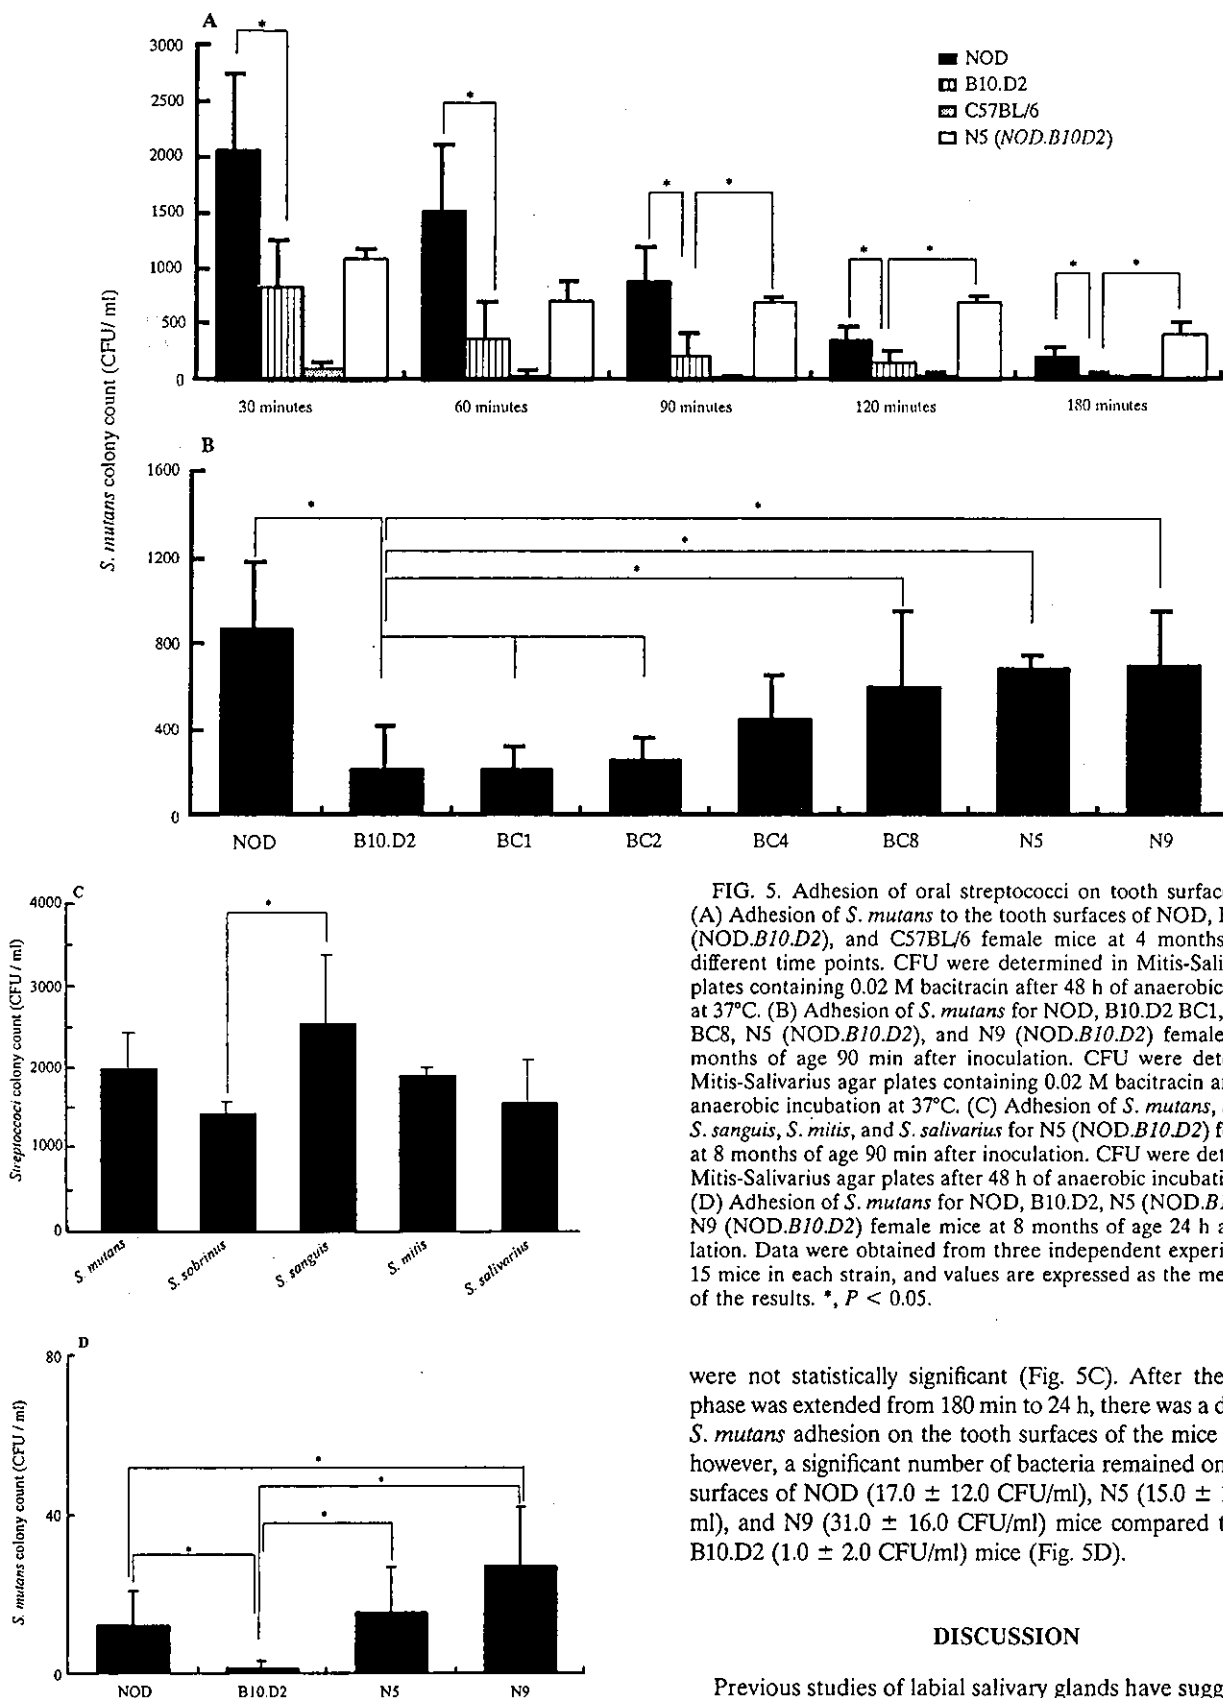 A
*
3000
2500
2000
1500
1000
500
0
*
* *
* *
* *
NOD
B10.D2
C57BL/6
N5 (NOD.B10D2)
30 minutes 60 minutes 90 minutes 120 minutes 180 minutes
S. mutans colony count (CFU/ ml)
B
1600
1200
800
400
0
*
*
*
*
NOD B10.D2 BC1 BC2 BC4 BC8 N5 N9
C
4000
3000
2000
1000
0
*
Streptococci colony count (CFU / ml)
S. mutans S. sobrinus S. sanguis S. mitis S. salivarius
D
80
40
0
*
*
*
*
S. mutans colony count (CFU / ml)
NOD B10.D2 N5 N9
FIG. 5. Adhesion of oral streptococci on tooth surfac
(A) Adhesion of S. mutans to the tooth surfaces of NOD,
(NOD.B10.D2), and C57BL/6 female mice at 4 months
different time points. CFU were determined in Mitis-Sali
plates containing 0.02 M bacitracin after 48 h of anaerobic
at 37°C. (B) Adhesion of S. mutans for NOD, B10.D2 BC1,
BC8, N5 (NOD.B10.D2), and N9 (NOD.B10.D2) female
months of age 90 min after inoculation. CFU were dete
Mitis-Salivarius agar plates containing 0.02 M bacitracin a
anaerobic incubation at 37°C. (C) Adhesion of S. mutans,
S. sanguis, S. mitis, and S. salivarius for N5 (NOD.B10.D2) f
at 8 months of age 90 min after inoculation. CFU were det
Mitis-Salivarius agar plates after 48 h of anaerobic incubati
(D) Adhesion of S. mutans for NOD, B10.D2, N5 (NOD.B1
N9 (NOD.B10.D2) female mice at 8 months of age 24 h a
lation. Data were obtained from three independent experi
15 mice in each strain, and values are expressed as the me
of the results. *, P < 0.05.
were not statistically significant (Fig. 5C). After the
phase was extended from 180 min to 24 h, there was a d
S. mutans adhesion on the tooth surfaces of the mice
however, a significant number of bacteria remained on
surfaces of NOD (17.0 ± 12.0 CFU/ml), N5 (15.0 ±
ml), and N9 (31.0 ± 16.0 CFU/ml) mice compared t
B10.D2 (1.0 ± 2.0 CFU/ml) mice (Fig. 5D).
DISCUSSION
Previous studies of labial salivary glands have sugg